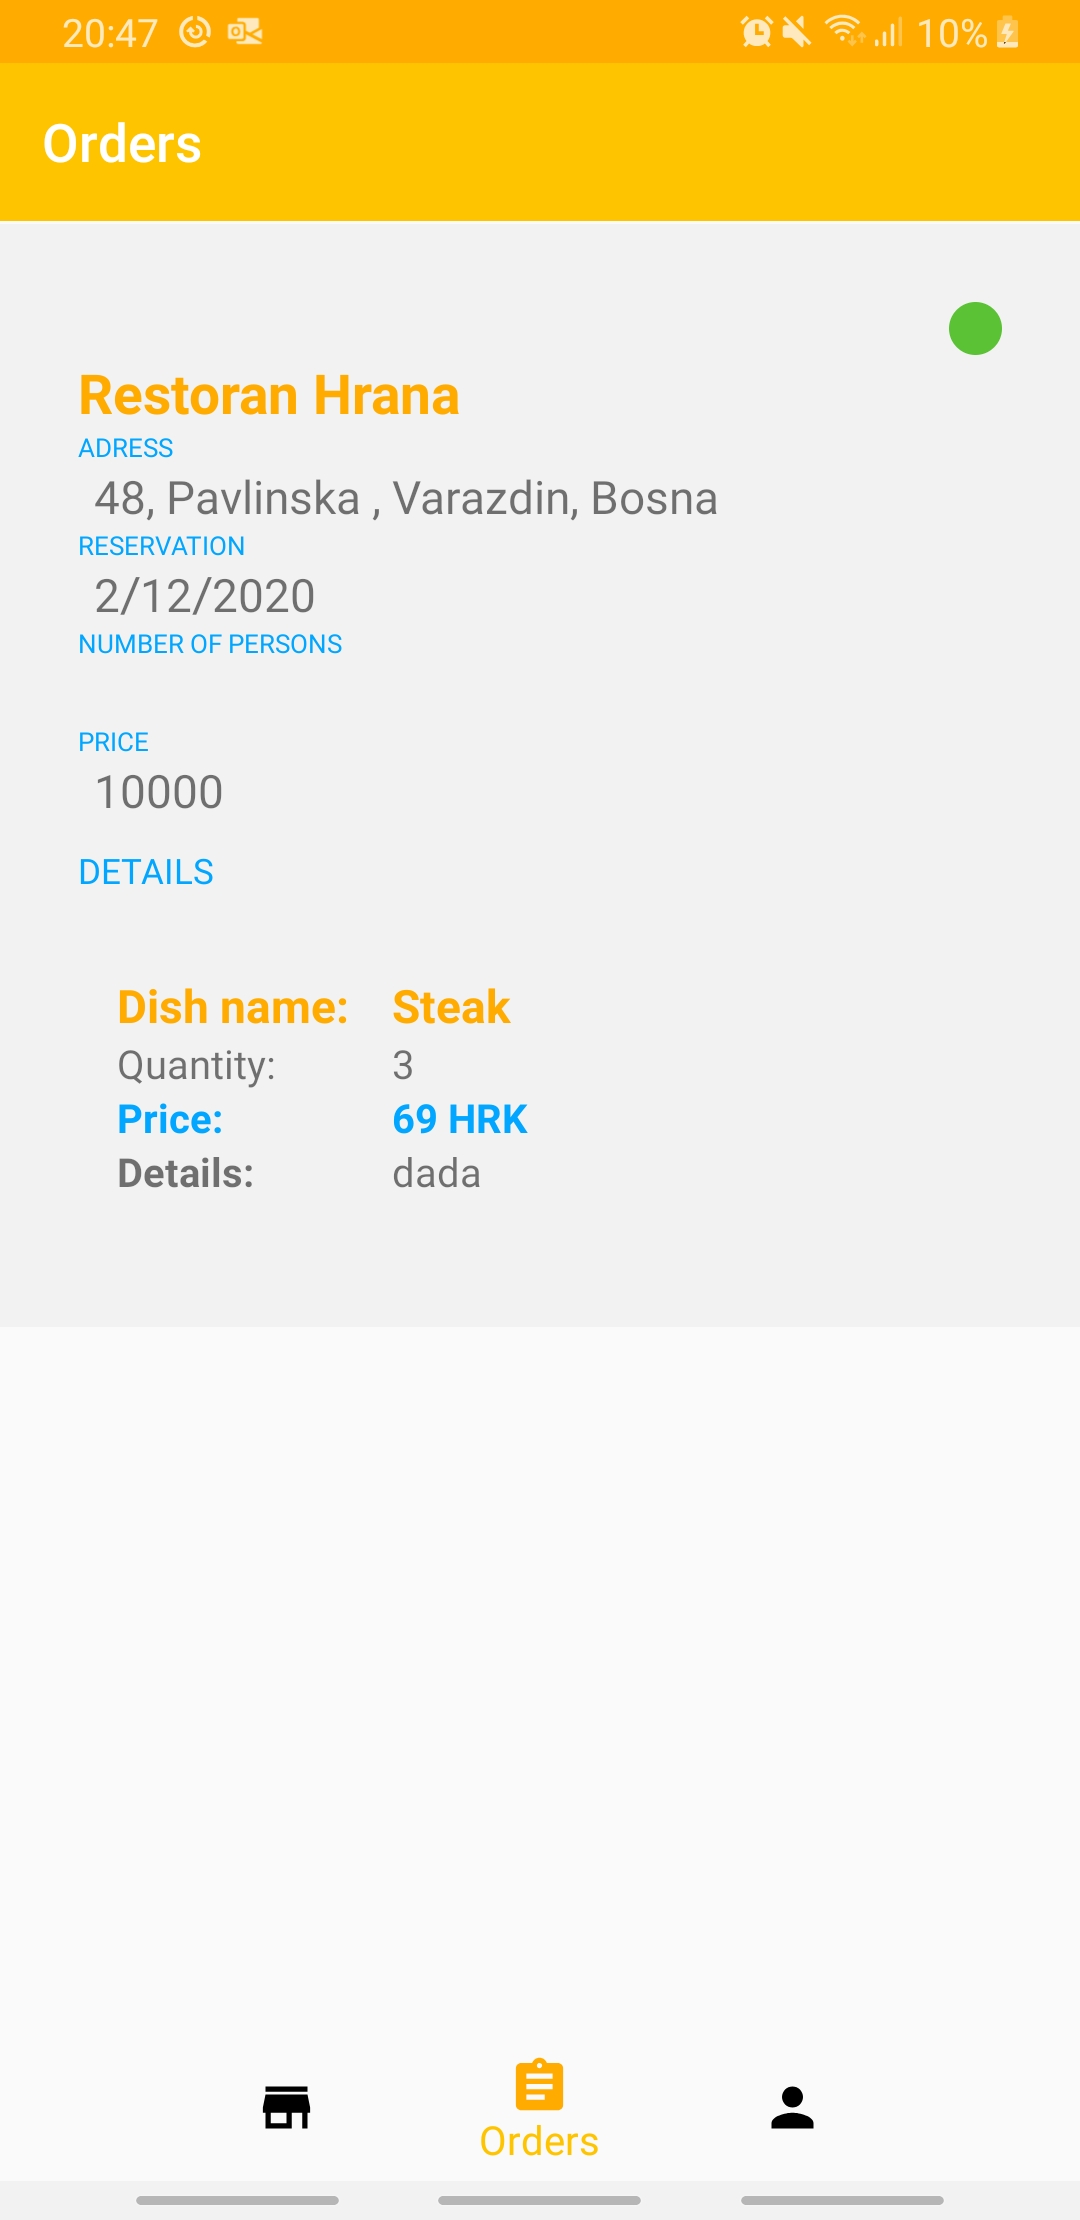 20:47 10%
Orders
Restoran Hrana
ADRESS
48, Pavlinska , Varazdin, Bosna
RESERVATION
2/12/2020
NUMBER OF PERSONS
PRICE
10000
DETAILS
Dish name: Steak
Quantity: 3
Price: 69 HRK
Details: dada
Orders